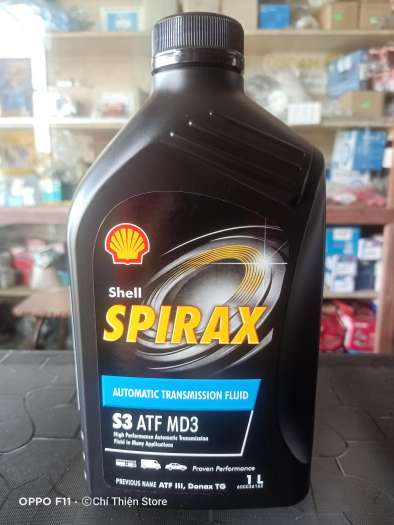 Shell
SPIRAX
AUTOMATIC TRANSMISSION FLUID
S3 ATF MD3
High Performance Automatic Transmission
Fluid in Many Applications
Proven Performance
1 L
PREVIOUS NAME ATF III, Donax TG
OPPO F11 · ©Chí Thiện Store